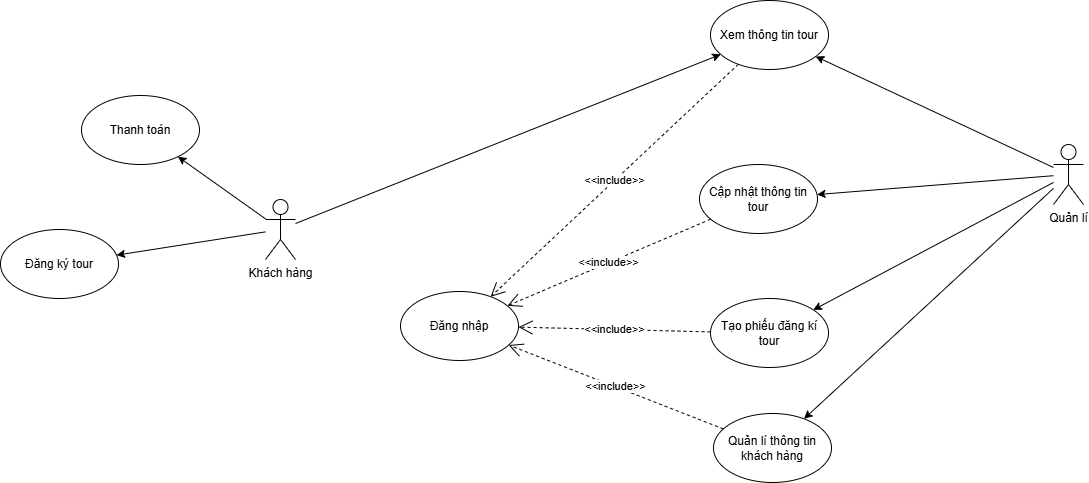 Xem thông tin tour
Thanh toán
<<include>>
Cập nhật thông tin
tour
Quản lí
Đăng ký tour
Khách hàng
<<include>>
Đăng nhập
<<include>>
Tạo phiếu đăng kí
tour
<<include>>
Quản lí thông tin
khách hàng